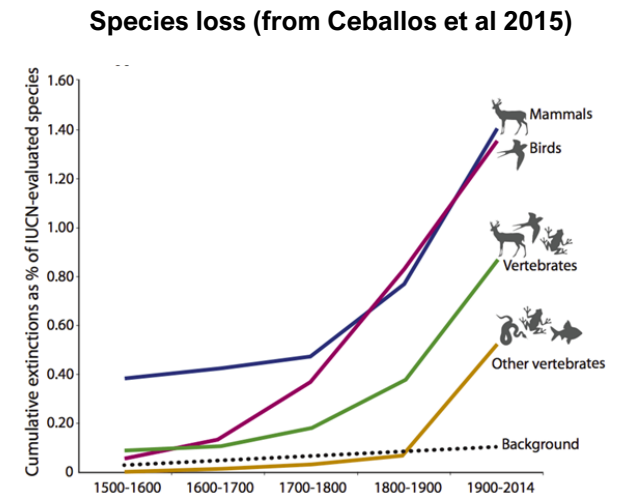 Species loss (from Ceballos et al 2015)
Cumulative extinctions as % of IUCN-evaluated species
1.60
1.40
1.20
1.00
0.80
0.60
0.40
0.20
0
Mammals
Birds
Vertebrates
Other vertebrates
Background
1500-1600 1600-1700 1700-1800 1800-1900 1900-2014